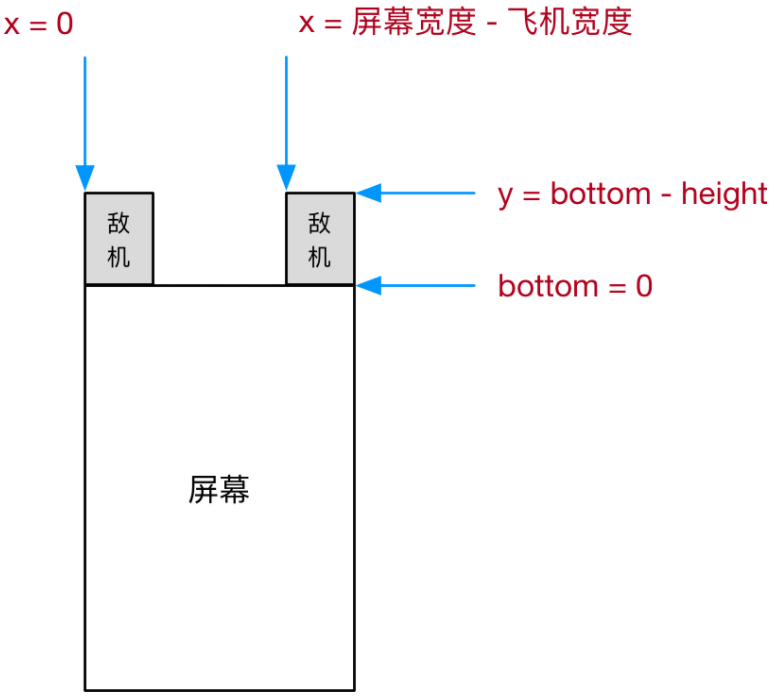 x = 0
x = 屏幕宽度 - 飞机宽度
y = bottom - height
敌
机
敌
机
bottom = 0
屏幕